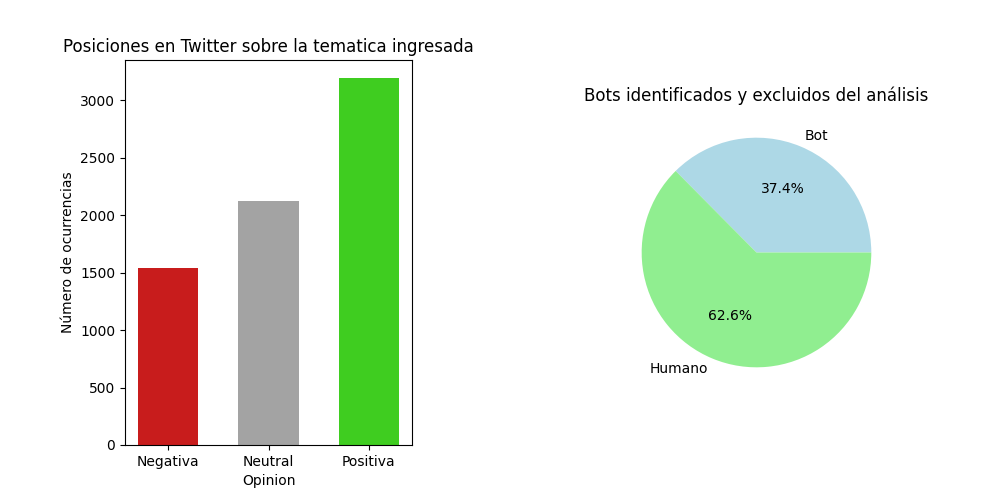 Posiciones en Twitter sobre la tematica ingresada
Número de ocurrencias
3000
2500
2000
1500
1000
500
0
Negativa
Neutral
Positiva
Opinion
Bots identificados y excluidos del análisis
Bot
37.4%
62.6%
Humano